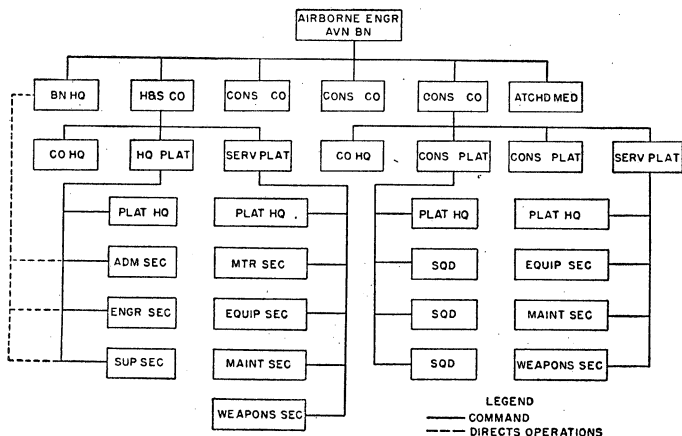 AIRBORNE ENGR
AVN BN
BN HQ
H&S CO
CONS CO
CONS CO
CONS CO
ATCHD MED
CO HQ
HQ PLAT
SERV PLAT
CO HQ
CONS PLAT
CONS PLAT
SERV PLAT
PLAT HQ
PLAT HQ
PLAT HQ
PLAT HQ
ADM SEC
MTR SEC
SQD
EQUIP SEC
ENGR SEC
EQUIP SEC
SQD
MAINT SEC
SUP SEC
MAINT SEC
SQD
WEAPONS SEC
WEAPONS SEC
LEGEND
COMMAND
DIRECTS OPERATIONS